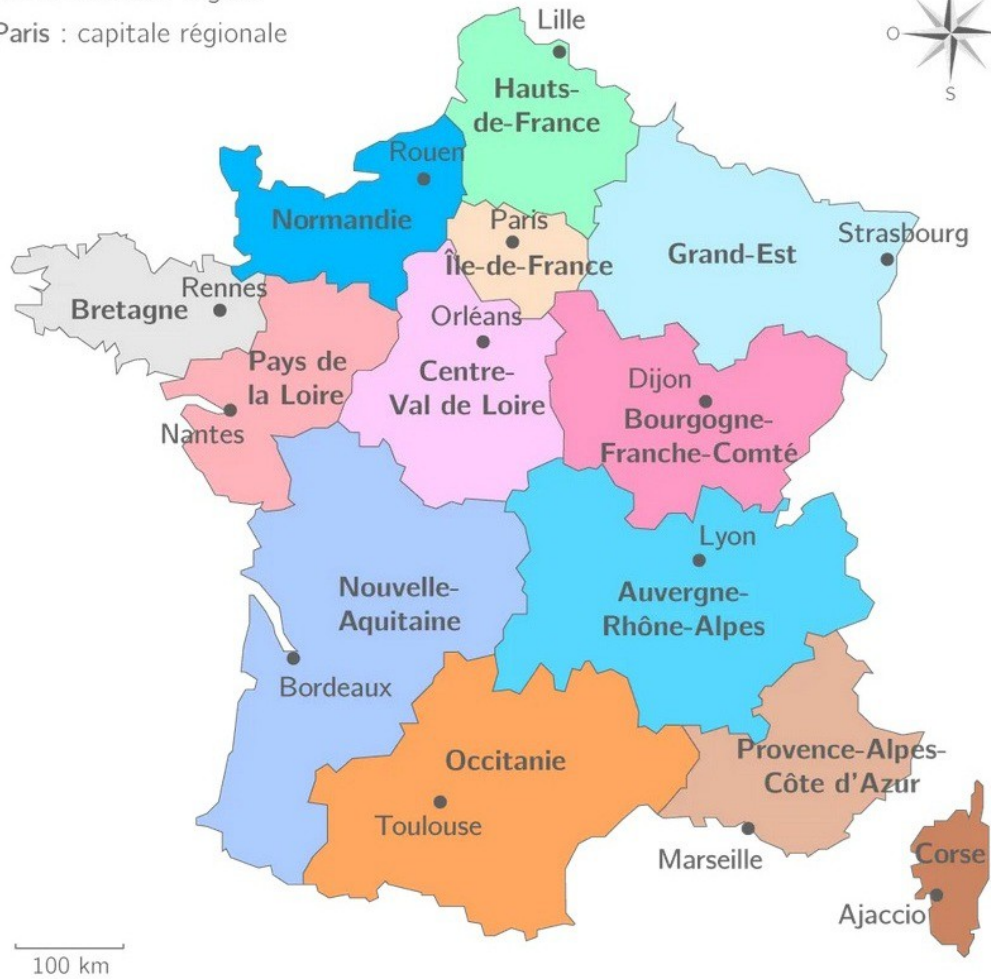 Paris : capitale régionale
Lille
O
S
Hauts-
de-France
Rouen
Normandie
Paris
Île-de-France
Grand-Est
Strasbourg
Rennes
Bretagne
Orléans
Pays de
la Loire
Centre-
Val de Loire
Dijon
Bourgogne-
Franche-Comté
Nantes
Lyon
Nouvelle-
Aquitaine
Auvergne-
Rhône-Alpes
Bordeaux
Occitanie
Provence-Alpes-
Côte d'Azur
Toulouse
Marseille
Corse
Ajaccio
100 km